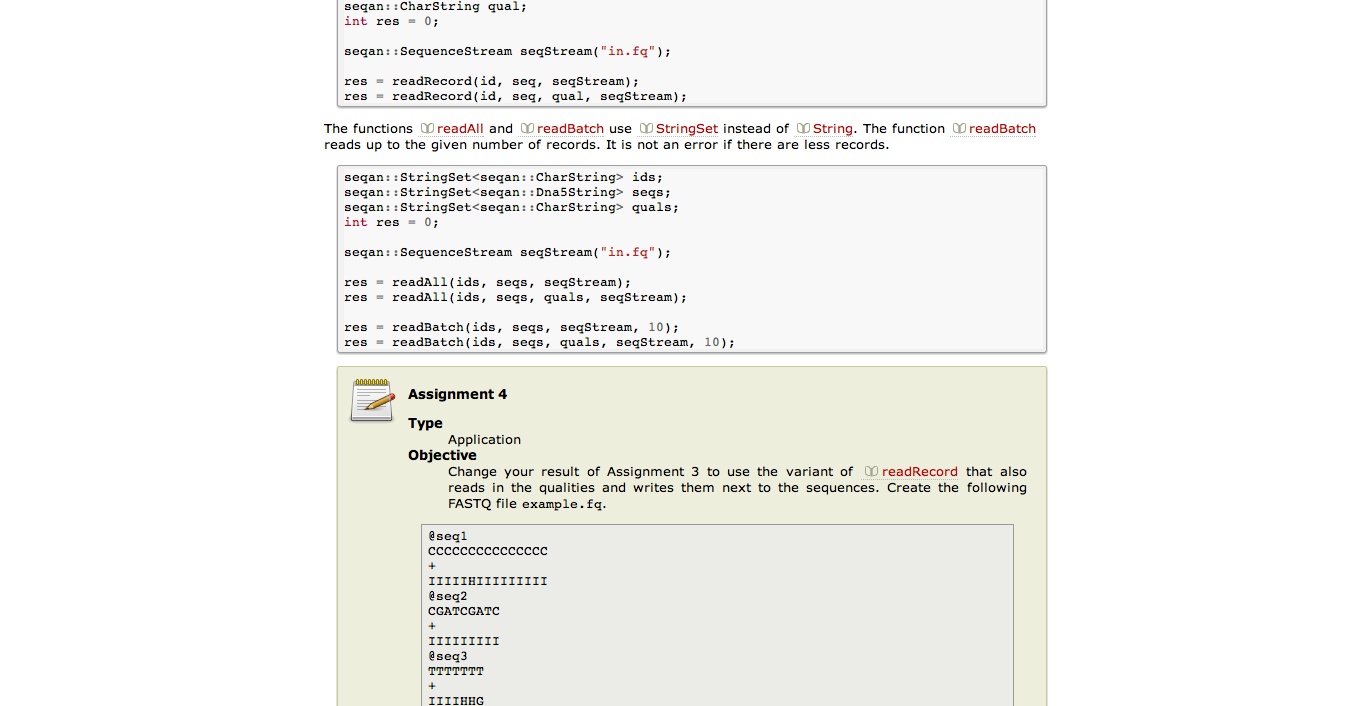 seqan::CharString qual;
int res = 0;
seqan::SequenceStream seqStream("in.fq");
res = readRecord(id, seq, seqStream);
res = readRecord(id, seq, qual, seqStream);
The functions readAll and readBatch use StringSet instead of String. The function readBatch
reads up to the given number of records. It is not an error if there are less records.
seqan::StringSet<seqan::CharString> ids;
seqan::StringSet<seqan::Dna5String> seqs;
seqan::StringSet<seqan::CharString> quals;
int res = 0;
seqan::SequenceStream seqStream("in.fq");
res = readAll(ids, seqs, seqStream);
res = readAll(ids, seqs, quals, seqStream);
res = readBatch(ids, seqs, seqStream, 10);
res = readBatch(ids, seqs, quals, seqStream, 10);
Assignment 4
Type
Application
Objective
Change your result of Assignment 3 to use the variant of readRecord that also
reads in the qualities and writes them next to the sequences. Create the following
FASTQ file example.fq.
@seq1
CCCCCCCCCCCCCCC
+
IIIIIHIIIIIIIII
@seq2
CGATCGATC
+
IIIIIIIII
@seq3
TTTTTTT
+
IIIIHHG